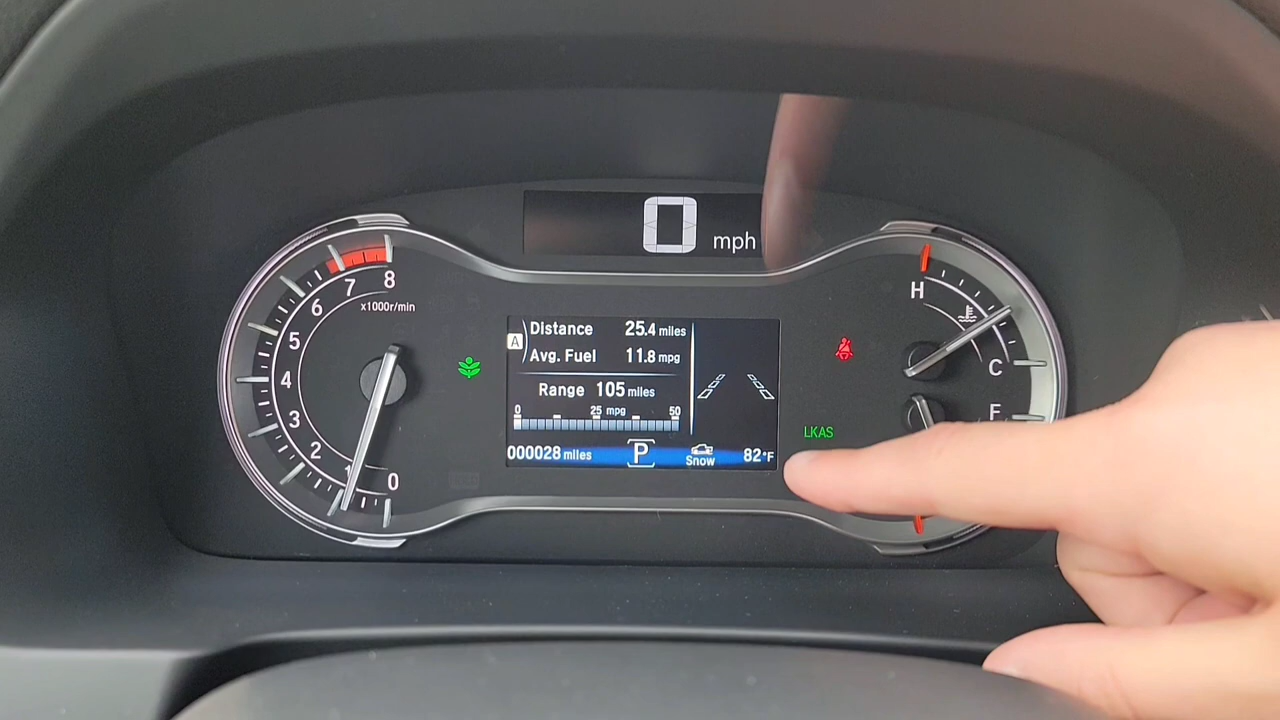 0 mph
8
7
6
5
4
3
2
1
0
x1000r/min
A
Distance 25.4 miles
Avg. Fuel 11.8 mpg
Range 105 miles
0 25 mpg 50
000028 miles P Snow 82°F
LKAS
H
C
F